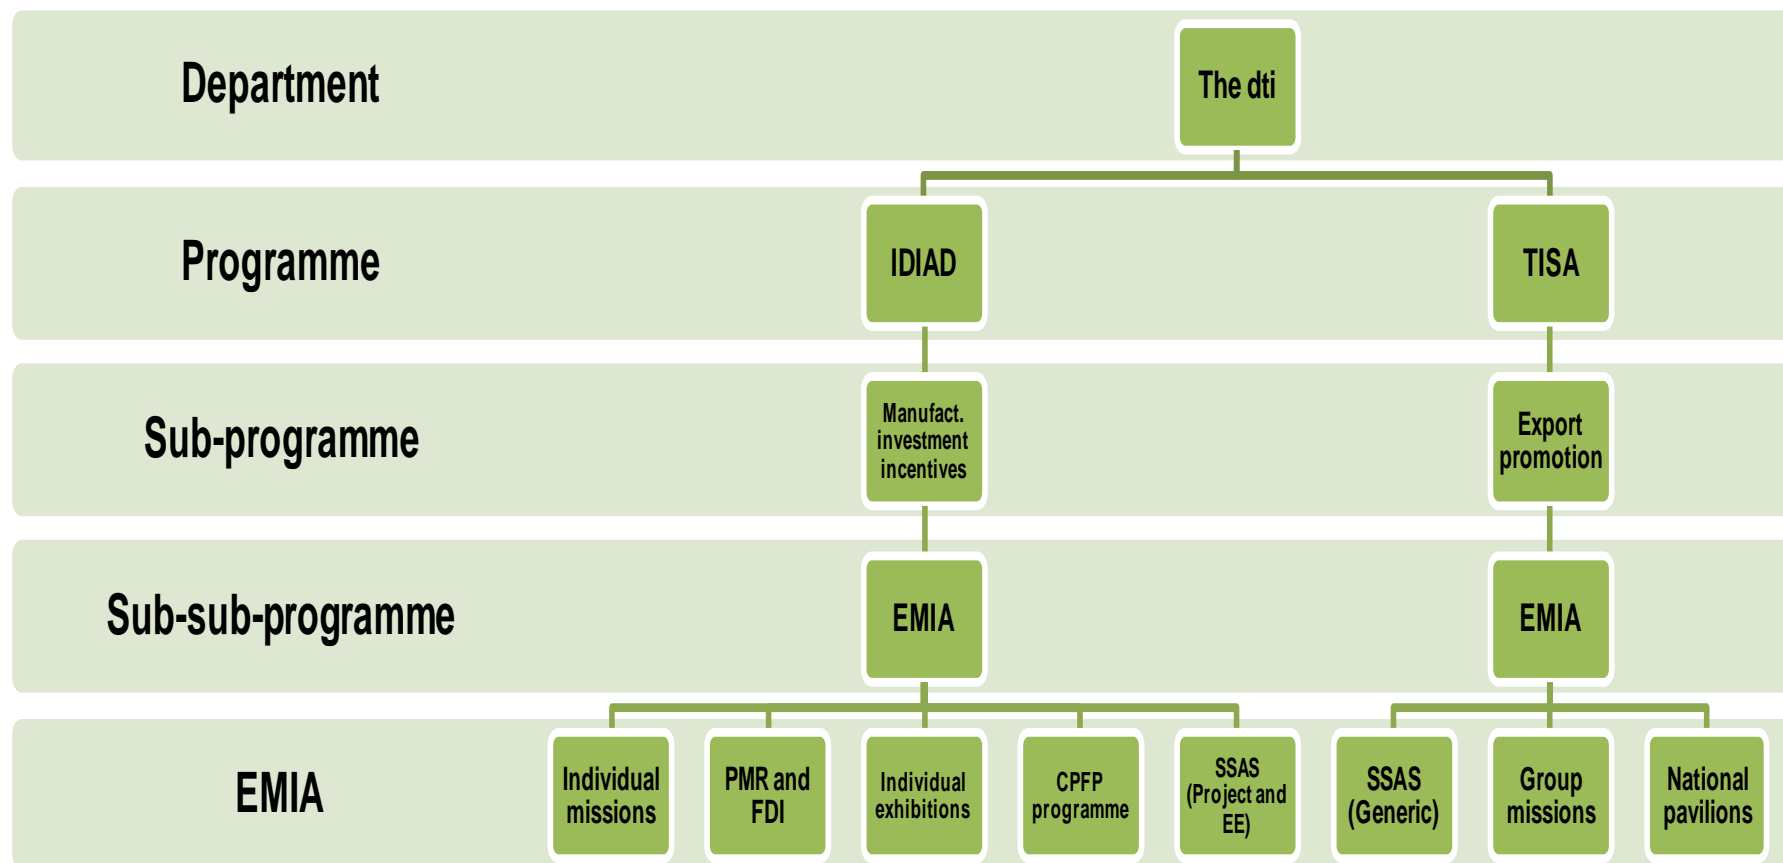 Department
The dti
Programme
IDIAD
TISA
Sub-programme
Manufact.
investment
incentives
Export
promotion
Sub-sub-programme
EMIA
EMIA
EMIA
Individual
missions
PMR and
FDI
Individual
exhibitions
CPFP
programme
SSAS
(Project and
EE)
SSAS
(Generic)
Group
missions
National
pavilions